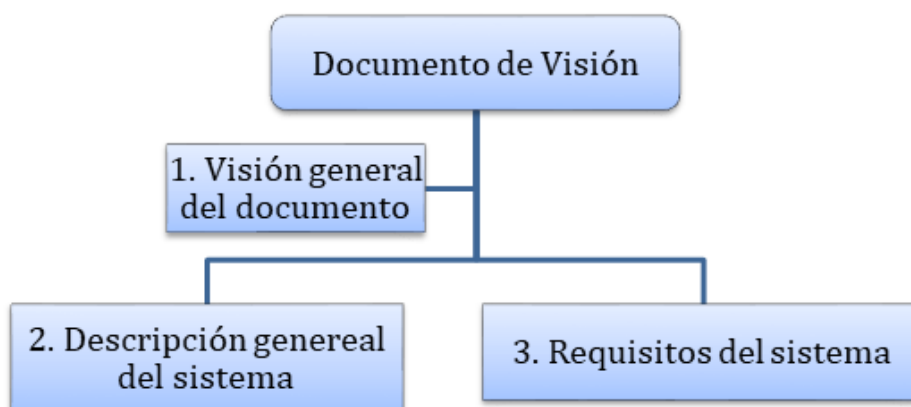 Documento de Visión
1. Visión general
del documento
2. Descripción genereal
del sistema
3. Requisitos del sistema